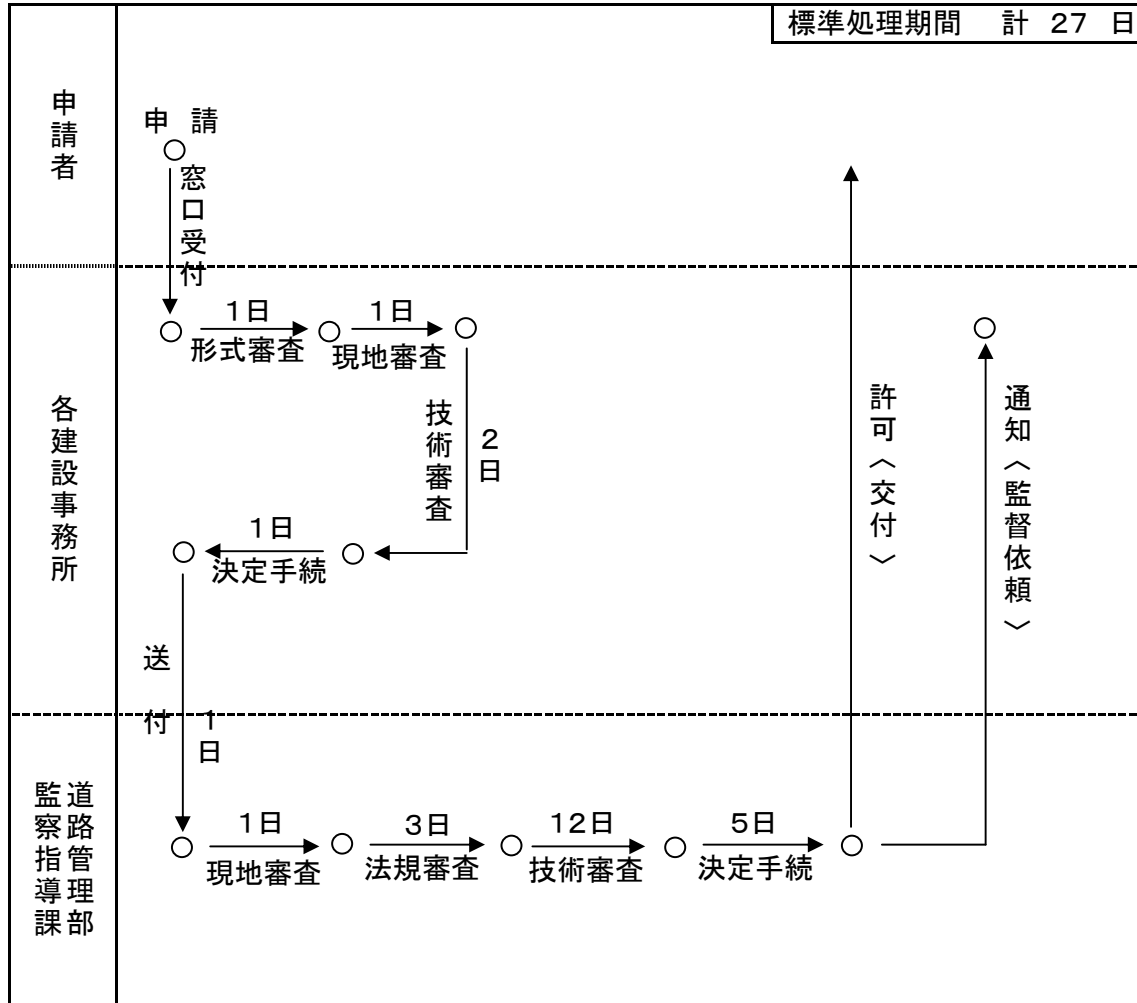 標準処理期間　計 27 日
申請者
申 請
窓口受付
各建設事務所
1日
形式審査
1日
現地審査
技術審査
2日
1日
決定手続
送付
1日
許可〈交付〉
通知〈監督依頼〉
道路管理部
監察指導課
1日
現地審査
3日
法規審査
12日
技術審査
5日
決定手続